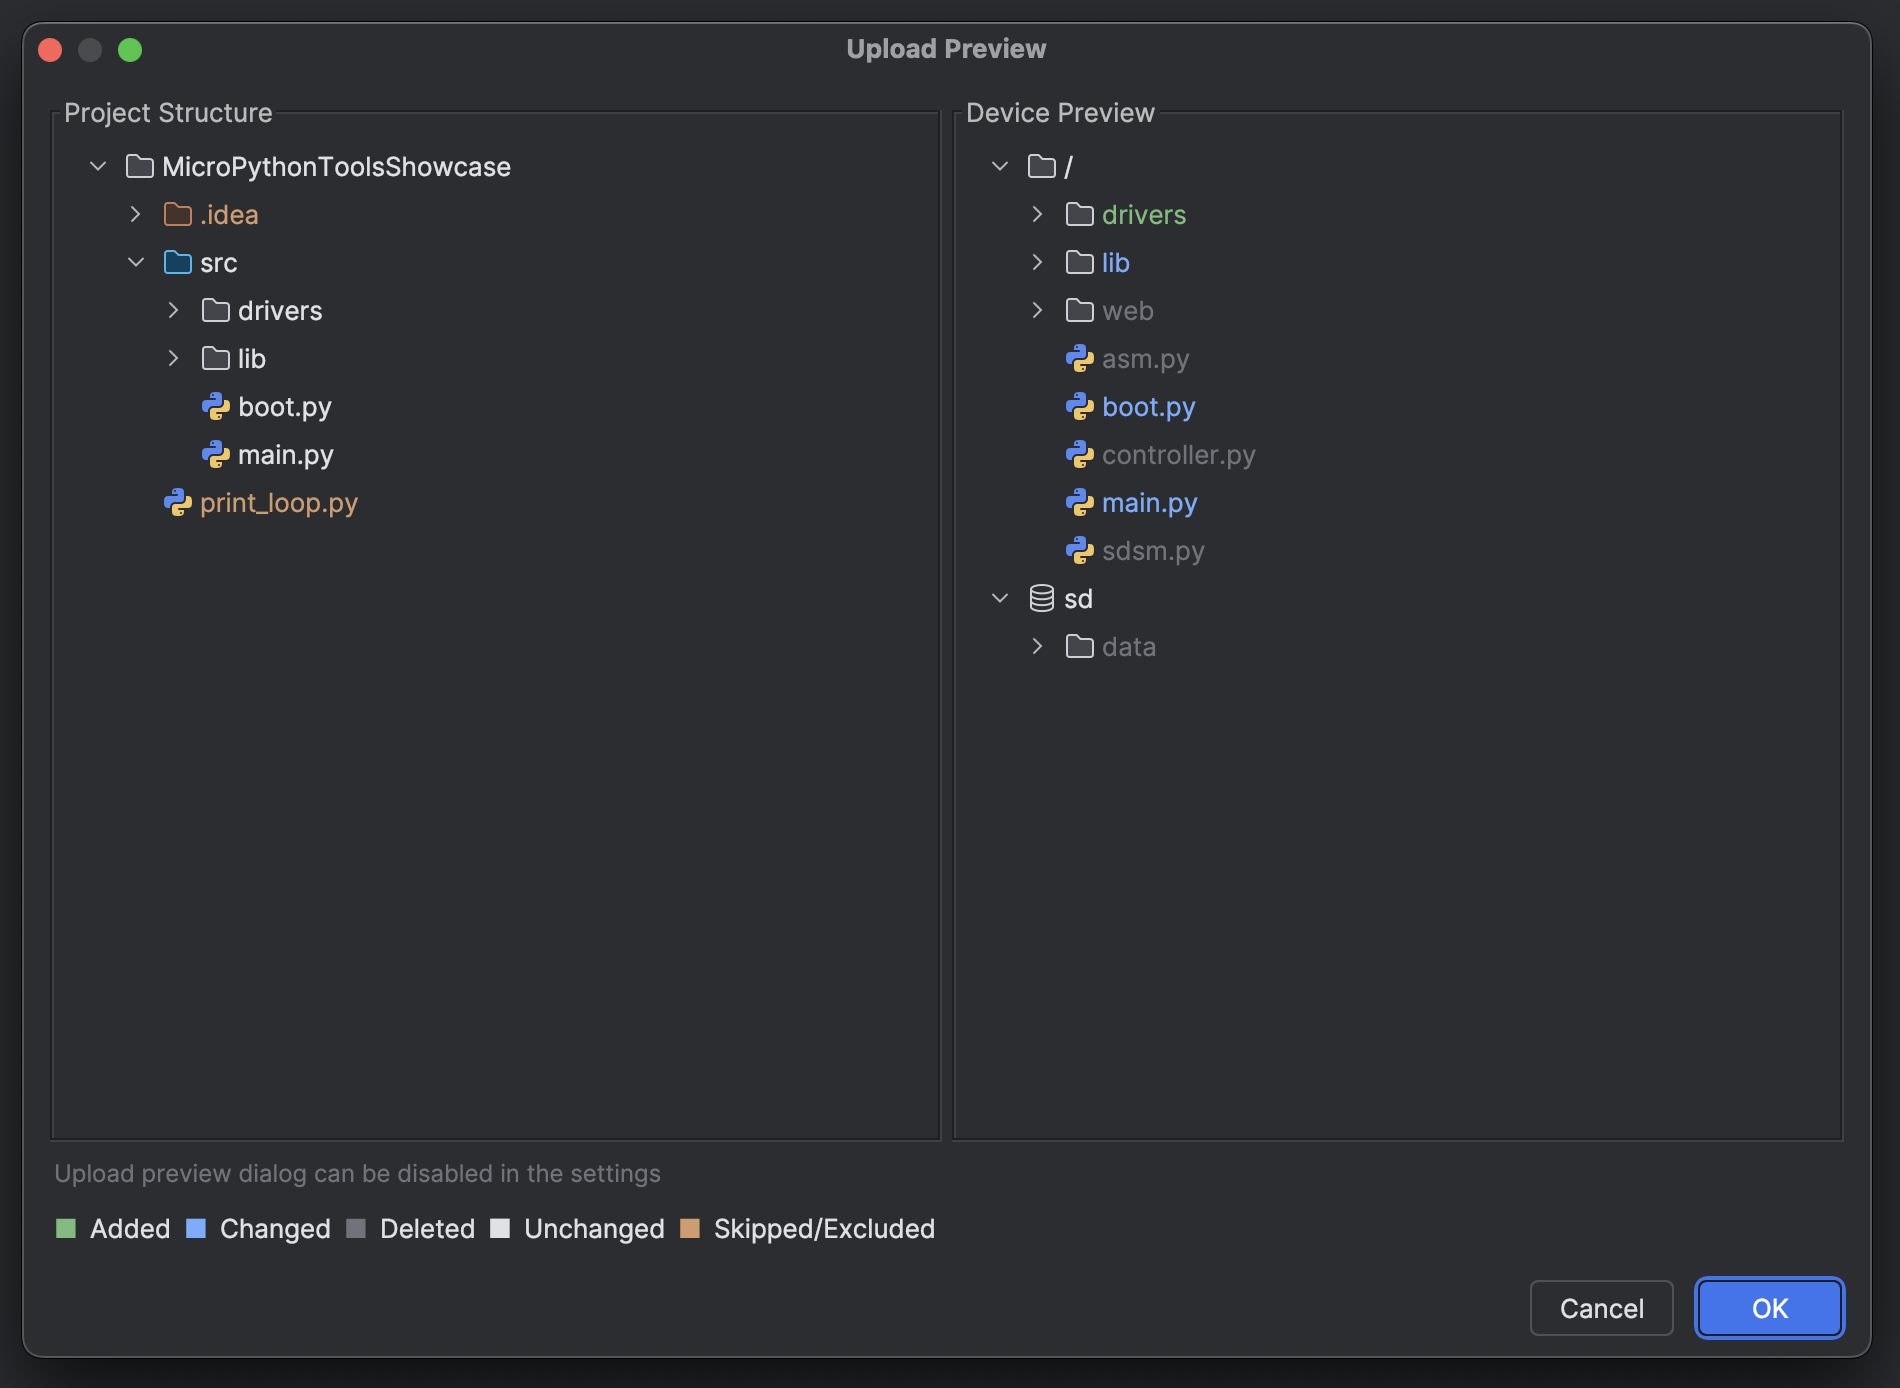 Upload Preview
Project Structure
MicroPythonToolsShowcase
.idea
src
drivers
lib
boot.py
main.py
print_loop.py
Device Preview
/
drivers
lib
web
asm.py
boot.py
controller.py
main.py
sdsm.py
sd
data
Upload preview dialog can be disabled in the settings
Added Changed Deleted Unchanged Skipped/Excluded
Cancel OK